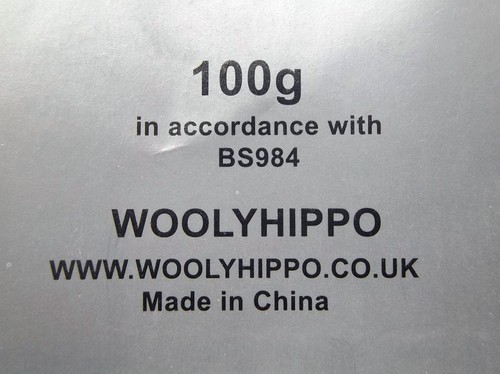 100g
in accordance with
BS984
WOOLYHIPPO
WWW.WOOLYHIPPO.CO.UK
Made in China